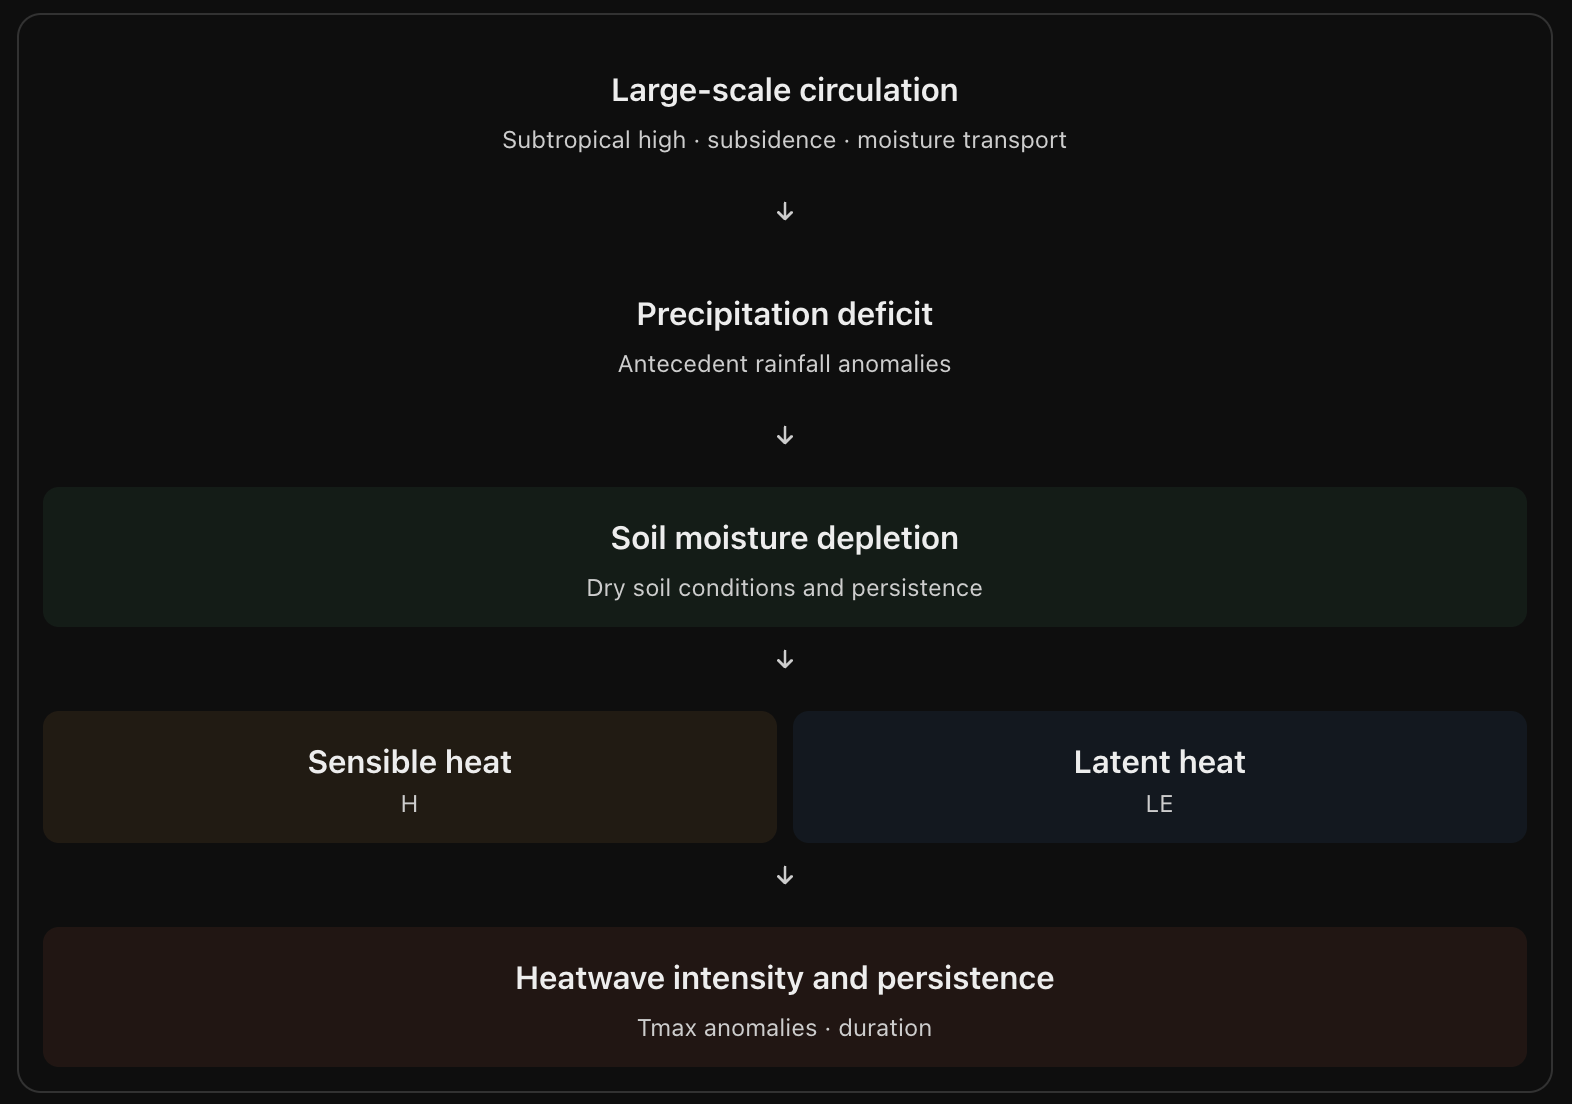 Large-scale circulation
Subtropical high · subsidence · moisture transport
↓
Precipitation deficit
Antecedent rainfall anomalies
↓
Soil moisture depletion
Dry soil conditions and persistence
↓
Sensible heat
H
Latent heat
LE
↓
Heatwave intensity and persistence
Tmax anomalies · duration